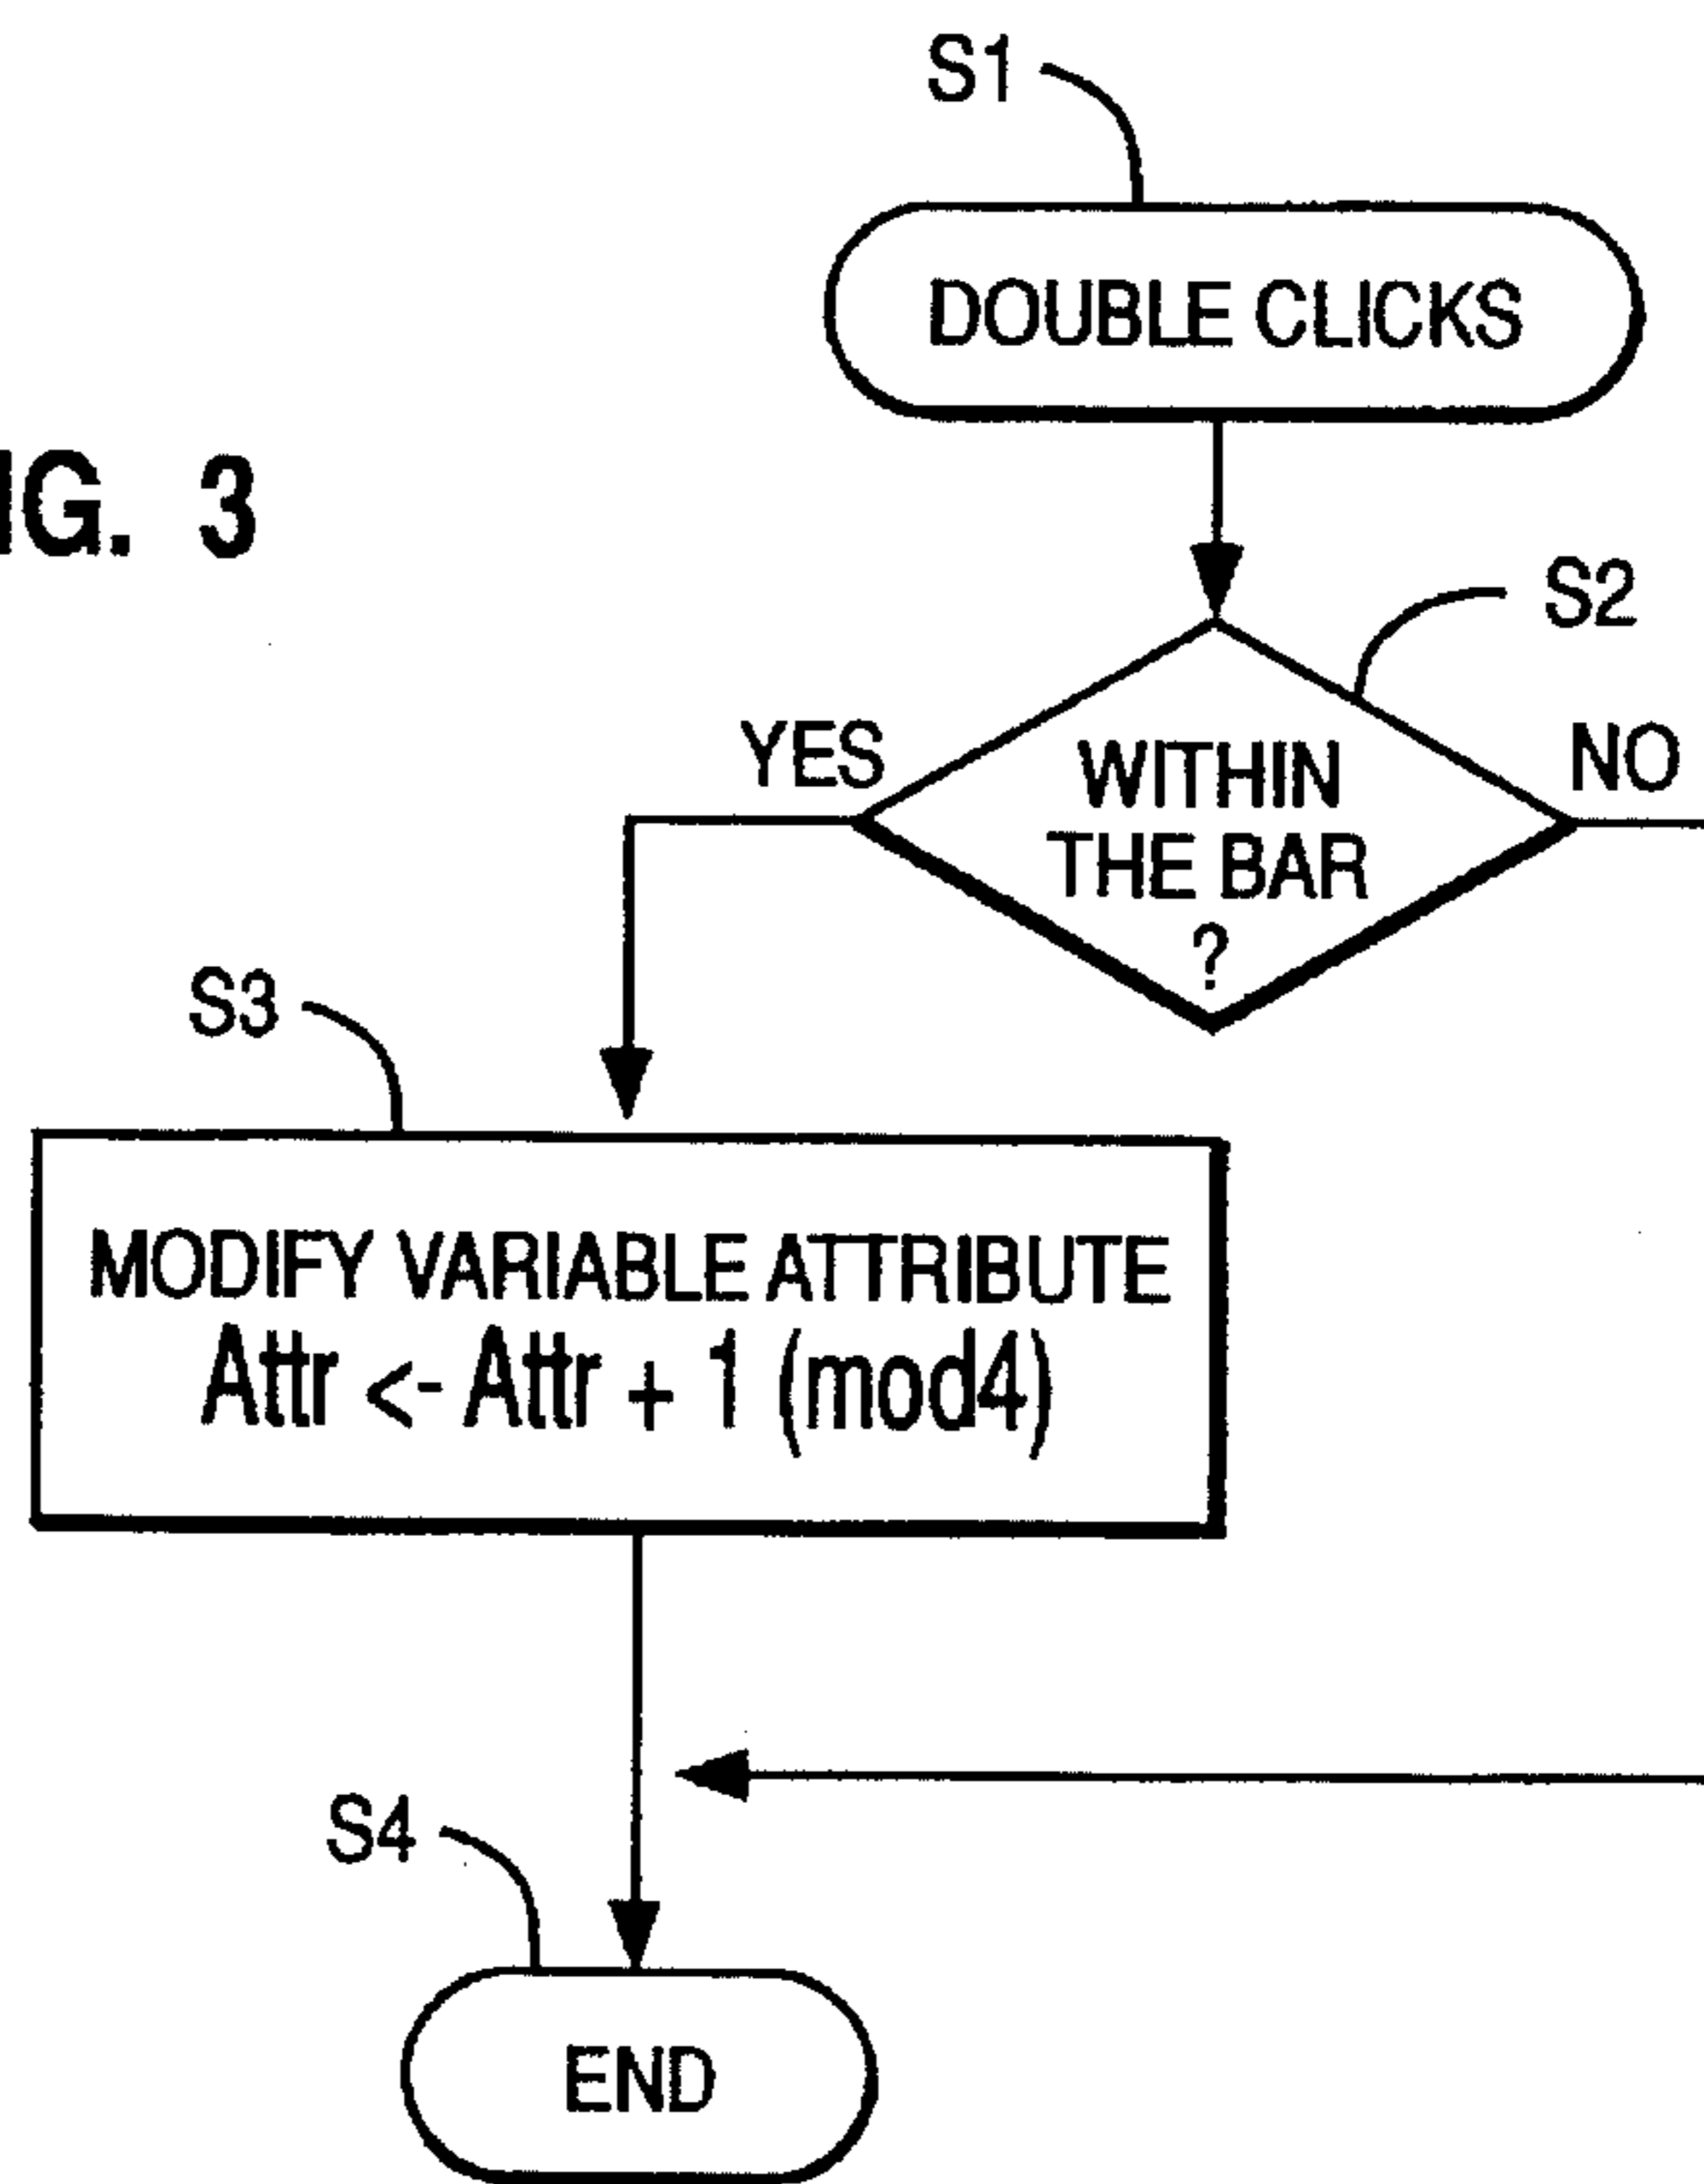 S1
DOUBLE CLICKS
IG. 3
S2
YES
NO
WITHIN
THE BAR
?
S3
MODIFY VARIABLE ATTRIBUTE
Attr <- Attr + 1 (mod4)
S4
END